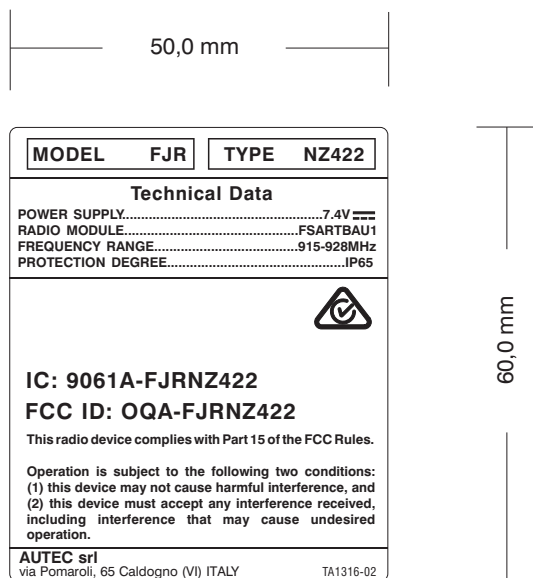 50,0 mm
MODEL FJR TYPE NZ422
Technical Data
POWER SUPPLY....................................................7.4V
RADIO MODULE..............................................FSARTBAU1
FREQUENCY RANGE......................................915-928MHz
PROTECTION DEGREE...............................................IP65
60,0 mm
IC: 9061A-FJRNZ422
FCC ID: OQA-FJRNZ422
This radio device complies with Part 15 of the FCC Rules.
Operation is subject to the following two conditions:
(1) this device may not cause harmful interference, and
(2) this device must accept any interference received,
including interference that may cause undesired
operation.
AUTEC srl
via Pomaroli, 65 Caldogno (VI) ITALY TA1316-02